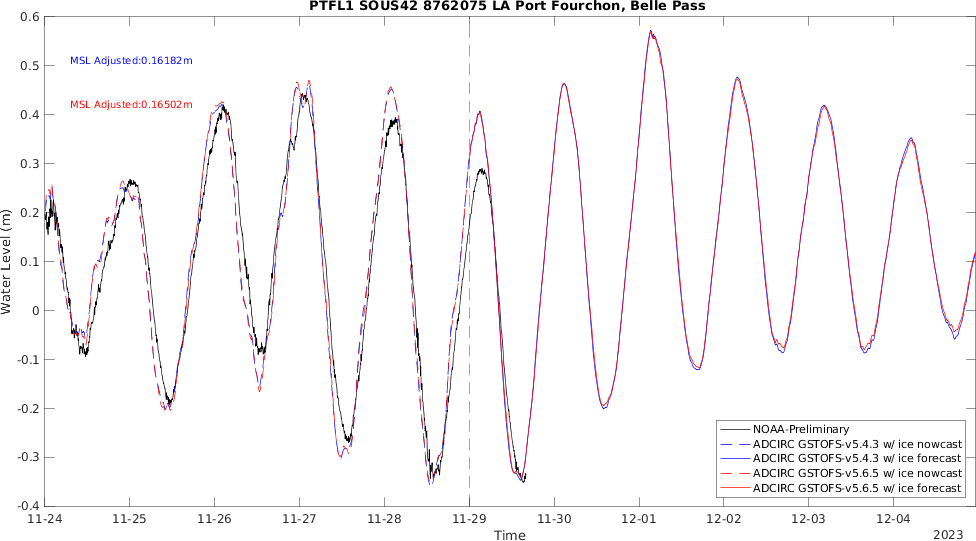 PTFL1 SOUS42 8762075 LA Port Fourchon, Belle Pass
0.6
0.5
0.4
0.3
0.2
0.1
0
-0.1
-0.2
-0.3
-0.4
Water Level (m)
MSL Adjusted:0.16182m
MSL Adjusted:0.16502m
NOAA-Preliminary
ADCIRC GSTOFS-v5.4.3 w/ ice nowcast
ADCIRC GSTOFS-v5.4.3 w/ ice forecast
ADCIRC GSTOFS-v5.6.5 w/ ice nowcast
ADCIRC GSTOFS-v5.6.5 w/ ice forecast
11-24 11-25 11-26 11-27 11-28 11-29 11-30 12-01 12-02 12-03 12-04
Time
2023